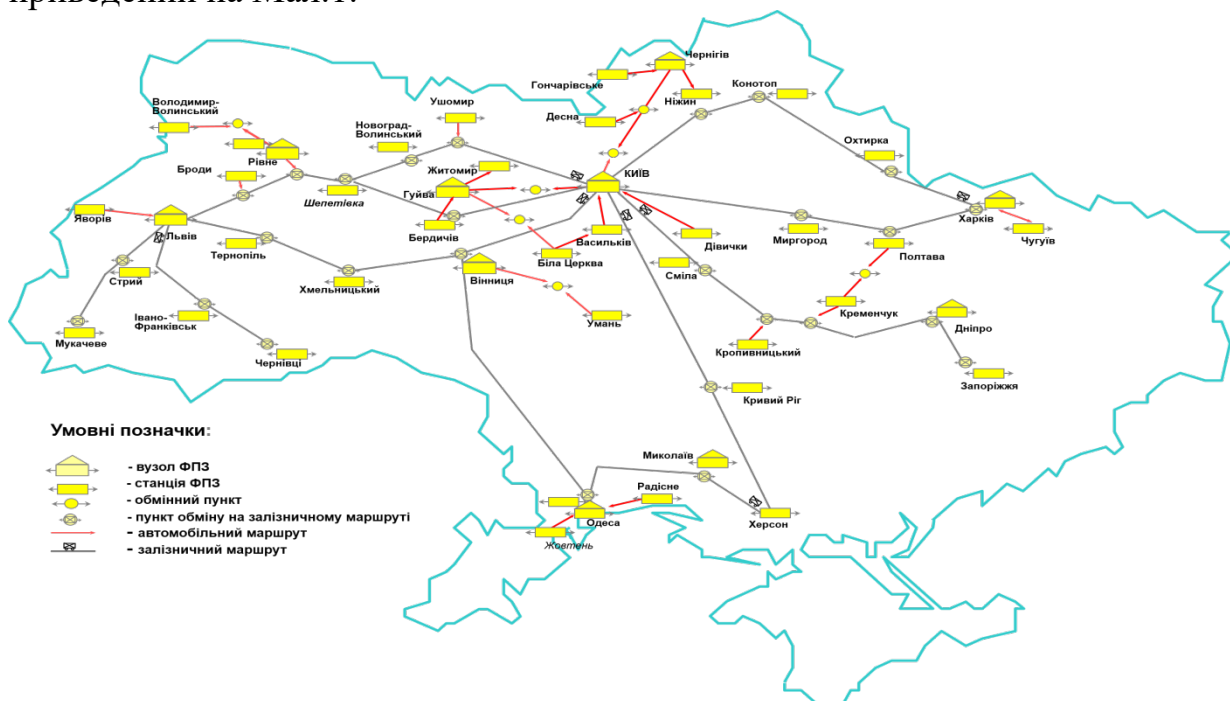 приведений на Мал.1.
Чернігів
Гончарівське
Конотоп
Володимир-
Волинський
Ушомир
Десна
Ніжин
Новоград-
Волинський
Охтирка
Рівне
Житомир
КИЇВ
Броди
Гуйва
Шепетівка
Яворів
Львів
Харків
Бердичів
Васильків
Дівички
Миргород
Чугуїв
Тернопіль
Біла Церква
Полтава
Стрий
Хмельницький
Вінниця
Сміла
Івано-
Франківськ
Умань
Кременчук
Дніпро
Мукачеве
Чернівці
Кропивницький
Запоріжжя
Кривий Ріг
Умовні позначки:
- вузол ФПЗ
- станція ФПЗ
- обмінний пункт
- пункт обміну на залізничному маршруті
- автомобільний маршрут
- залізничний маршрут
Миколаїв
Радісне
Одеса
Херсон
Жовтень